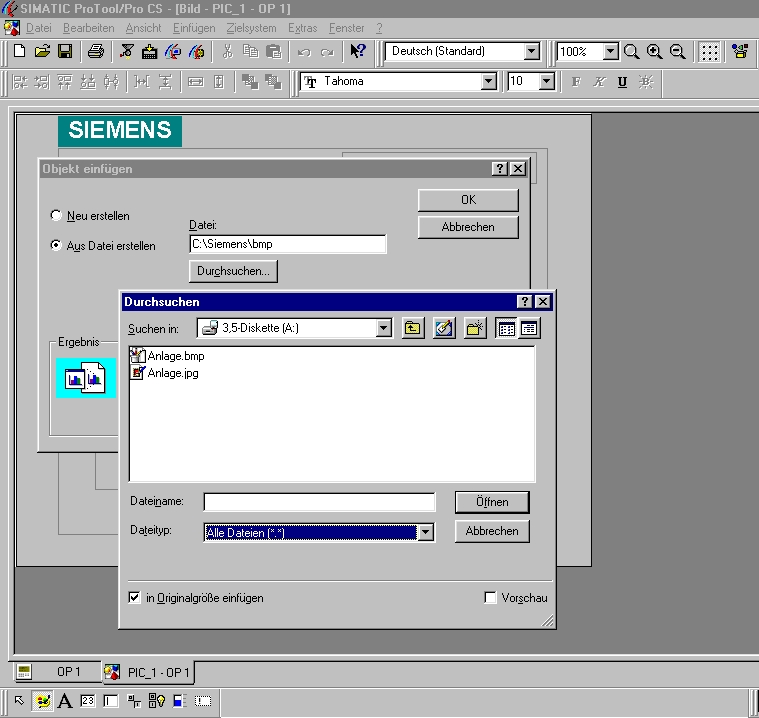 SIMATIC ProTool/Pro CS - [Bild - PIC_1 - OP 1]
Datei Bearbeiten Ansicht Einfügen Zielsystem Extras Fenster ?
Deutsch (Standard) 100%
Tahoma 10 F K U
SIEMENS
Objekt einfügen
Neu erstellen
Aus Datei erstellen
Datei:
C:\Siemens\bmp
Durchsuchen...
OK
Abbrechen
Ergebnis
Durchsuchen
Suchen in: 3,5-Diskette (A:)
Anlage.bmp
Anlage.jpg
Dateiname: Öffnen
Dateityp: Alle Dateien (*.*) Abbrechen
in Originalgröße einfügen Vorschau
OP 1 PIC_1 - OP 1
A 23